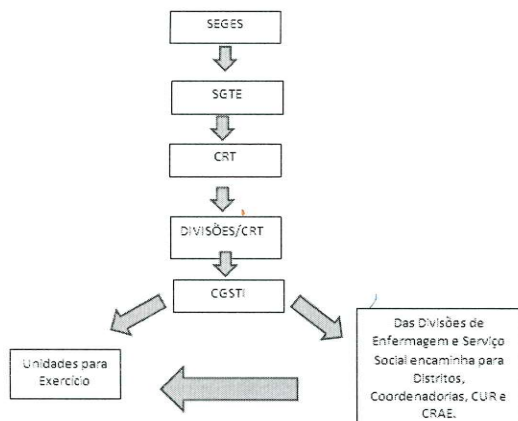 SEGES
SGTE
CRT
DIVISÕES/CRT
CGSTI
Unidades para
Exercício
Das Divisões de
Enfermagem e Serviço
Social encaminha para
Distritos,
Coordenadorias, CUR e
CRAE.